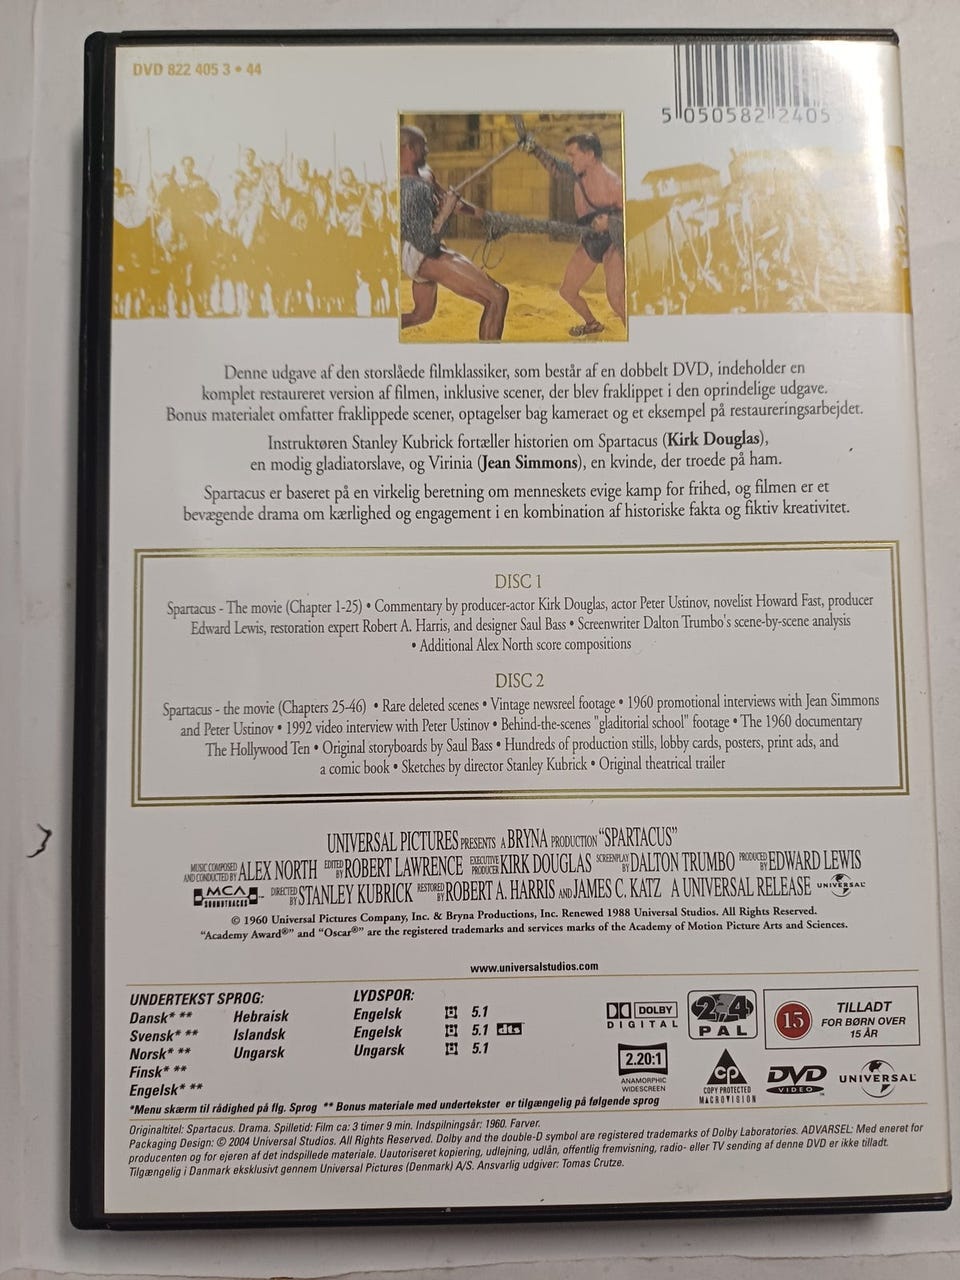 DVD 822 405 3 • 44
5 050582 2405
Denne udgave af den storslåede filmklassiker, som består af en dobbelt DVD, indeholder en
komplet restaureret version af filmen, inklusive scener, der blev fraklippet i den oprindelige udgave.
Bonus materialet omfatter fraklippede scener, optagelser bag kameraet og et eksempel på restaureringsarbejdet.
Instruktøren Stanley Kubrick fortæller historien om Spartacus (Kirk Douglas),
en modig gladiatorslave, og Virinia (Jean Simmons), en kvinde, der troede på ham.
Spartacus er baseret på en virkelig beretning om menneskets evige kamp for frihed, og filmen er et
bevægende drama om kærlighed og engagement i en kombination af historiske fakta og fiktiv kreativitet.
DISC 1
Spartacus - The movie (Chapter 1-25) • Commentary by producer-actor Kirk Douglas, actor Peter Ustinov, novelist Howard Fast, producer
Edward Lewis, restoration expert Robert A. Harris, and designer Saul Bass • Screenwriter Dalton Trumbo's scene-by-scene analysis
• Additional Alex North score compositions
DISC 2
Spartacus - the movie (Chapters 25-46) • Rare deleted scenes • Vintage newsreel footage • 1960 promotional interviews with Jean Simmons
and Peter Ustinov • 1992 video interview with Peter Ustinov • Behind-the-scenes "gladitorial school" footage • The 1960 documentary
The Hollywood Ten • Original storyboards by Saul Bass • Hundreds of production stills, lobby cards, posters, print ads, and
a comic book • Sketches by director Stanley Kubrick • Original theatrical trailer
UNIVERSAL PICTURES PRESENTS A BRYNA PRODUCTION "SPARTACUS"
MUSIC COMPOSED AND CONDUCTED BY ALEX NORTH EDITED BY ROBERT LAWRENCE EXECUTIVE PRODUCER KIRK DOUGLAS SCREENPLAY BY DALTON TRUMBO PRODUCED BY EDWARD LEWIS
MCA SOUNDTRACKS DIRECTED BY STANLEY KUBRICK RESTORED BY ROBERT A. HARRIS AND JAMES C. KATZ A UNIVERSAL RELEASE UNIVERSAL
© 1960 Universal Pictures Company, Inc. & Bryna Productions, Inc. Renewed 1988 Universal Studios. All Rights Reserved.
"Academy Award®" and "Oscar®" are the registered trademarks and services marks of the Academy of Motion Picture Arts and Sciences.
www.universalstudios.com
UNDERTEKST SPROG:
Dansk* ** Hebraisk
Svensk* ** Islandsk
Norsk* ** Ungarsk
Finsk* **
Engelsk* **
LYDSPOR:
Engelsk 5.1
Engelsk 5.1 dts
Ungarsk 5.1
DOLBY
DIGITAL
2 4
PAL
15
TILLADT
FOR BØRN OVER
15 ÅR
2.20:1
ANAMORPHIC
WIDESCREEN
CP
COPY PROTECTED
MACROVISION
DVD
VIDEO
UNIVERSAL
*Menu skærm til rådighed på flg. Sprog ** Bonus materiale med undertekster er tilgængelig på følgende sprog
Originaltitel: Spartacus. Drama. Spilletid: Film ca: 3 timer 9 min. Indspilningsår: 1960. Farver.
Packaging Design: © 2004 Universal Studios. All Rights Reserved. Dolby and the double-D symbol are registered trademarks of Dolby Laboratories. ADVARSEL: Med eneret for
producenten og for ejeren af det indspillede materiale. Uautoriseret kopiering, udlejning, udlån, offentlig fremvisning, radio- eller TV sending af denne DVD er ikke tilladt.
Tilgængelig i Danmark eksklusivt gennem Universal Pictures (Denmark) A/S. Ansvarlig udgiver: Tomas Crutze.